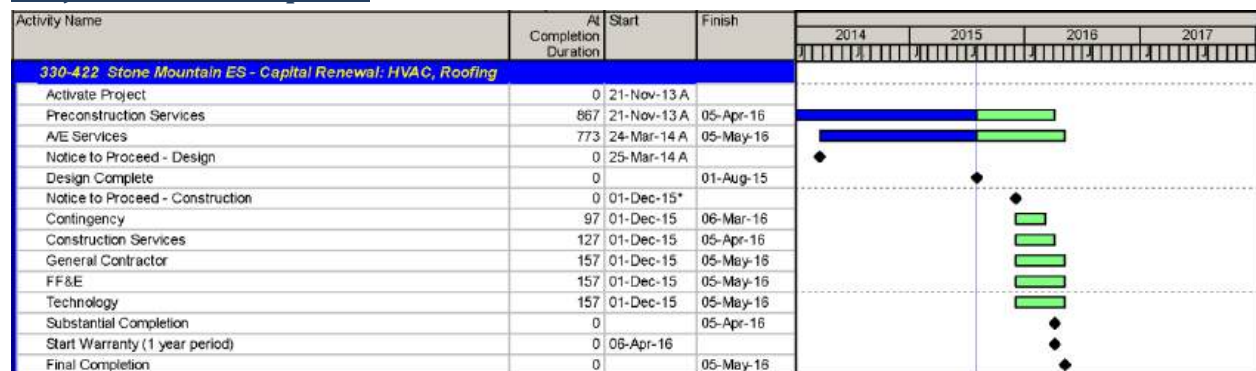 Activity Name At Start Finish
Completion
Duration
2014 2015 2016 2017
J J J J J J J
330-422 Stone Mountain ES - Capital Renewal: HVAC, Roofing
Activate Project 0 21-Nov-13 A
Preconstruction Services 867 21-Nov-13 A 05-Apr-16
A/E Services 773 24-Mar-14 A 05-May-16
Notice to Proceed - Design 0 25-Mar-14 A
Design Complete 0 01-Aug-15
Notice to Proceed - Construction 0 01-Dec-15*
Contingency 97 01-Dec-15 06-Mar-16
Construction Services 127 01-Dec-15 05-Apr-16
General Contractor 157 01-Dec-15 05-May-16
FF&E 157 01-Dec-15 05-May-16
Technology 157 01-Dec-15 05-May-16
Substantial Completion 0 05-Apr-16
Start Warranty (1 year period) 0 06-Apr-16
Final Completion 0 05-May-16